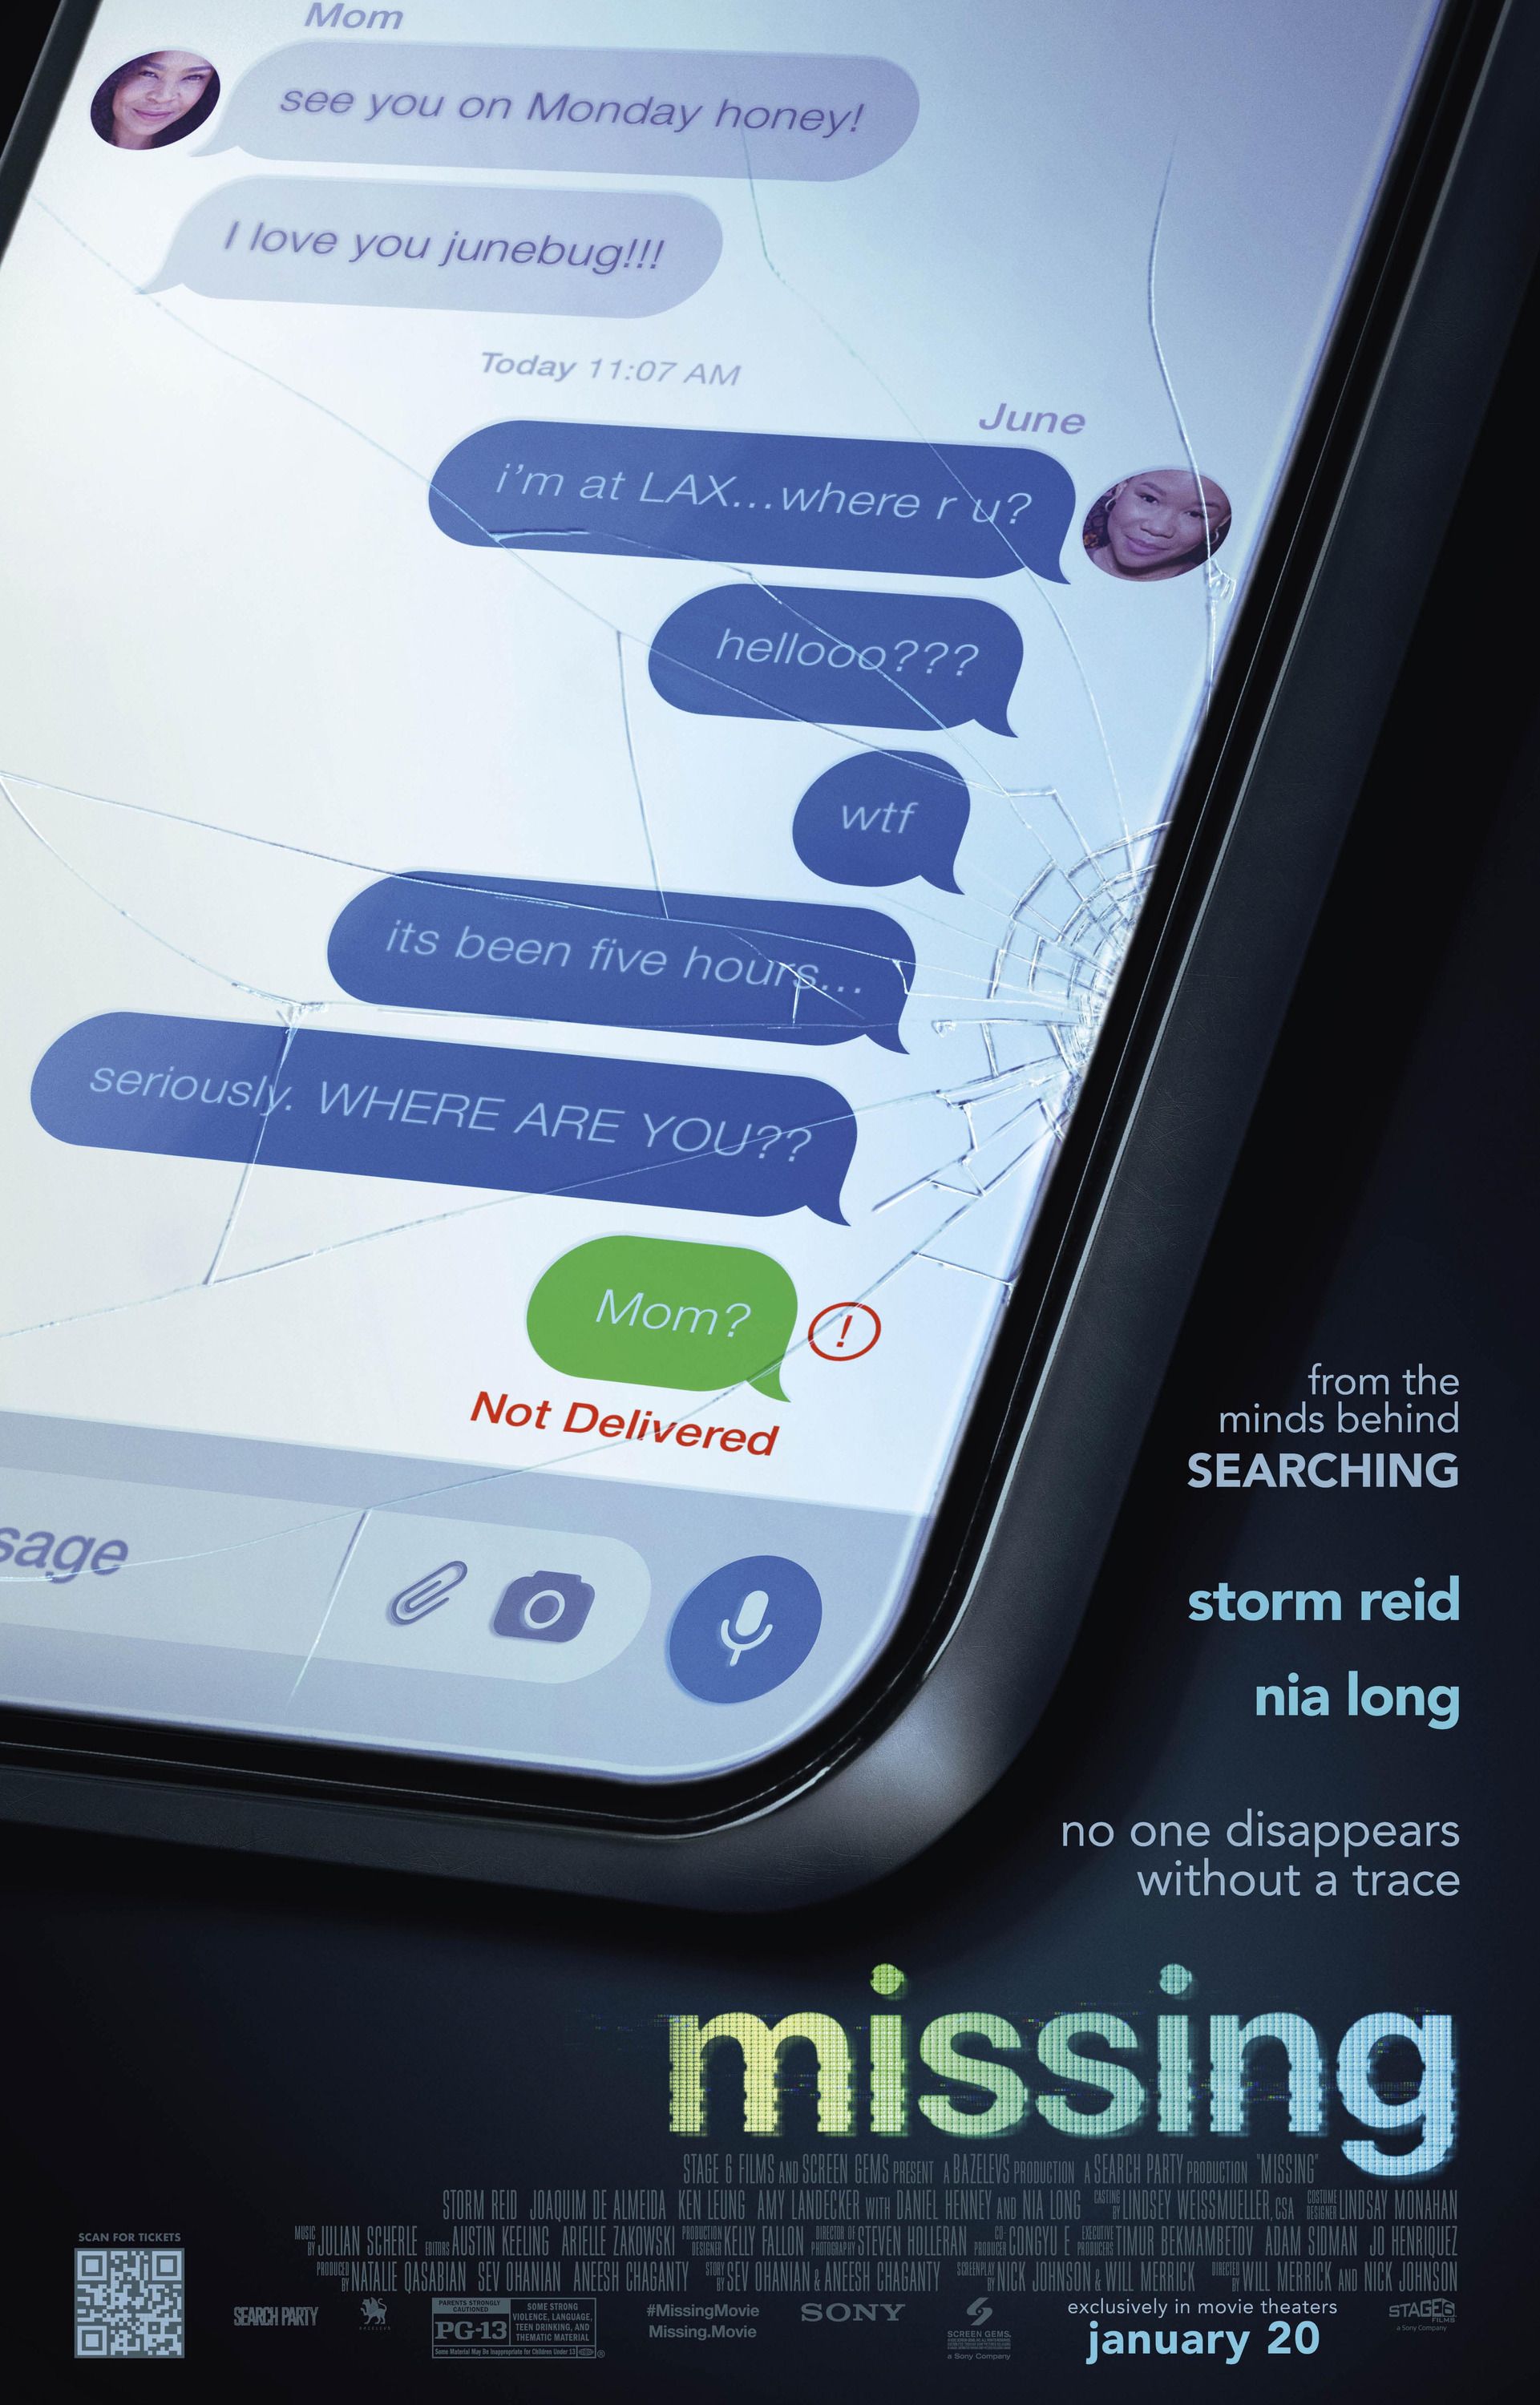 Mom
see you on Monday honey!
I love you junebug!!!
Today 11:07 AM
June
i'm at LAX...where r u?
hellooo???
wtf
its been five hours...
seriously. WHERE ARE YOU??
Mom?
!
Not Delivered
sage
from the
minds behind
SEARCHING
storm reid
nia long
no one disappears
without a trace
missing
STAGE 6 FILMS AND SCREEN GEMS PRESENT A BAZELEVS PRODUCTION A SEARCH PARTY PRODUCTION "MISSING"
STORM REID JOAQUIM DE ALMEIDA KEN LEUNG AMY LANDECKER WITH DANIEL HENNEY AND NIA LONG CASTING BY LINDSEY WEISSMUELLER, CSA COSTUME DESIGNER LINDSAY MONAHAN
MUSIC BY JULIAN SCHERLE EDITORS AUSTIN KEELING ARIELLE ZAKOWSKI PRODUCTION DESIGNER KELLY FALLON DIRECTOR OF PHOTOGRAPHY STEVEN HOLLERAN CO-PRODUCER CONGYU E EXECUTIVE PRODUCERS TIMUR BEKMAMBETOV ADAM SIDMAN JO HENRIQUEZ
PRODUCED BY NATALIE QASABIAN SEV OHANIAN ANEESH CHAGANTY STORY BY SEV OHANIAN & ANEESH CHAGANTY SCREENPLAY BY NICK JOHNSON & WILL MERRICK DIRECTED BY WILL MERRICK AND NICK JOHNSON
SCAN FOR TICKETS
SEARCH PARTY
BAZELEVS
PARENTS STRONGLY CAUTIONED
PG-13
SOME STRONG
VIOLENCE, LANGUAGE,
TEEN DRINKING, AND
THEMATIC MATERIAL
Some Material May Be Inappropriate for Children Under 13
®
#MissingMovie
Missing.Movie
SONY
SCREEN GEMS
a Sony Company
exclusively in movie theaters
january 20
STAGE6
FILMS
a Sony Company